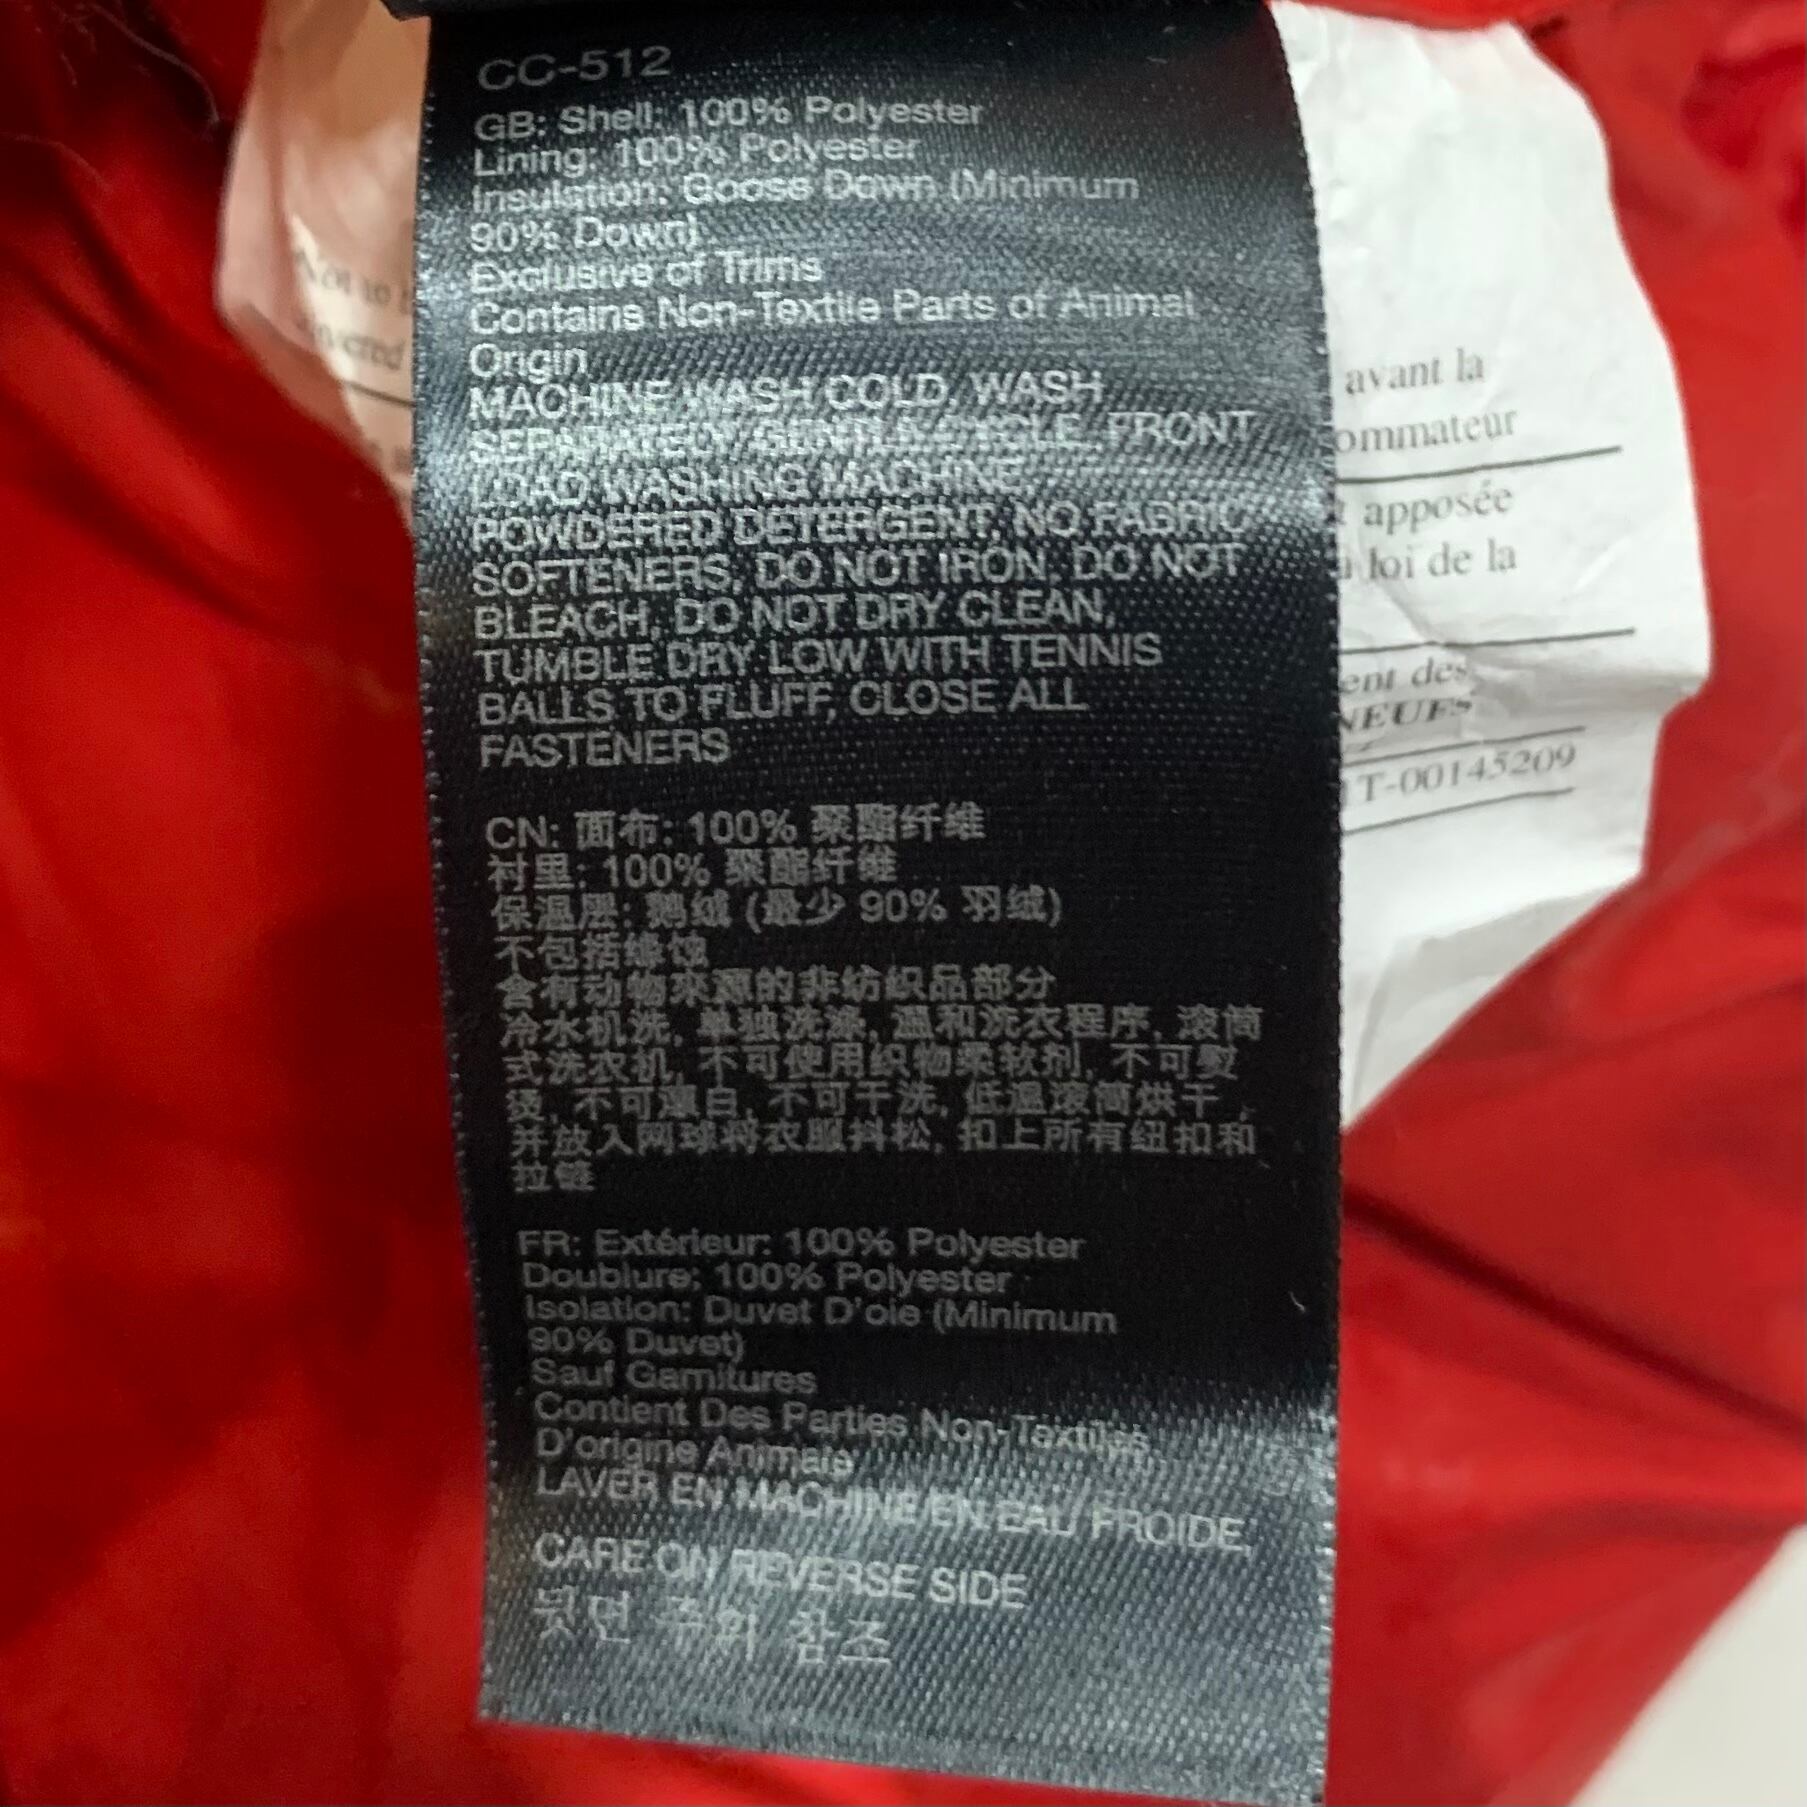 CC-512
GB: Shell: 100% Polyester
Lining: 100% Polyester
Insulation: Goose Down (Minimum
90% Down)
Exclusive of Trims
Contains Non-Textile Parts of Animal
Origin
MACHINE WASH COLD, WASH
SEPARATELY, GENTLE CYCLE, FRONT
LOAD WASHING MACHINE,
POWDERED DETERGENT, NO FABRIC
SOFTENERS, DO NOT IRON, DO NOT
BLEACH, DO NOT DRY CLEAN,
TUMBLE DRY LOW WITH TENNIS
BALLS TO FLUFF, CLOSE ALL
FASTENERS
CN: 面布: 100% 聚酯纤维
衬里: 100% 聚酯纤维
保温层: 鹅绒 (最少 90% 羽绒)
不包括缘饰
含有动物來源的非纺织品部分
冷水机洗, 单独洗涤, 温和洗衣程序, 滚筒
式洗衣机, 不可使用织物柔软剂, 不可熨
烫, 不可漂白, 不可干洗, 低温滚筒烘干,
并放入网球将衣服抖松, 扣上所有纽扣和
拉链
FR: Extérieur: 100% Polyester
Doublure: 100% Polyester
Isolation: Duvet D'oie (Minimum
90% Duvet)
Sauf Garnitures
Contient Des Parties Non-Textiles
D'origine Animale
LAVER EN MACHINE EN EAU FROIDE,
CARE ON REVERSE SIDE
뒷면 주의 참조
Not to
avant la
ommateur
apposée
loi de la
ent des
NEUFS
T-00145209